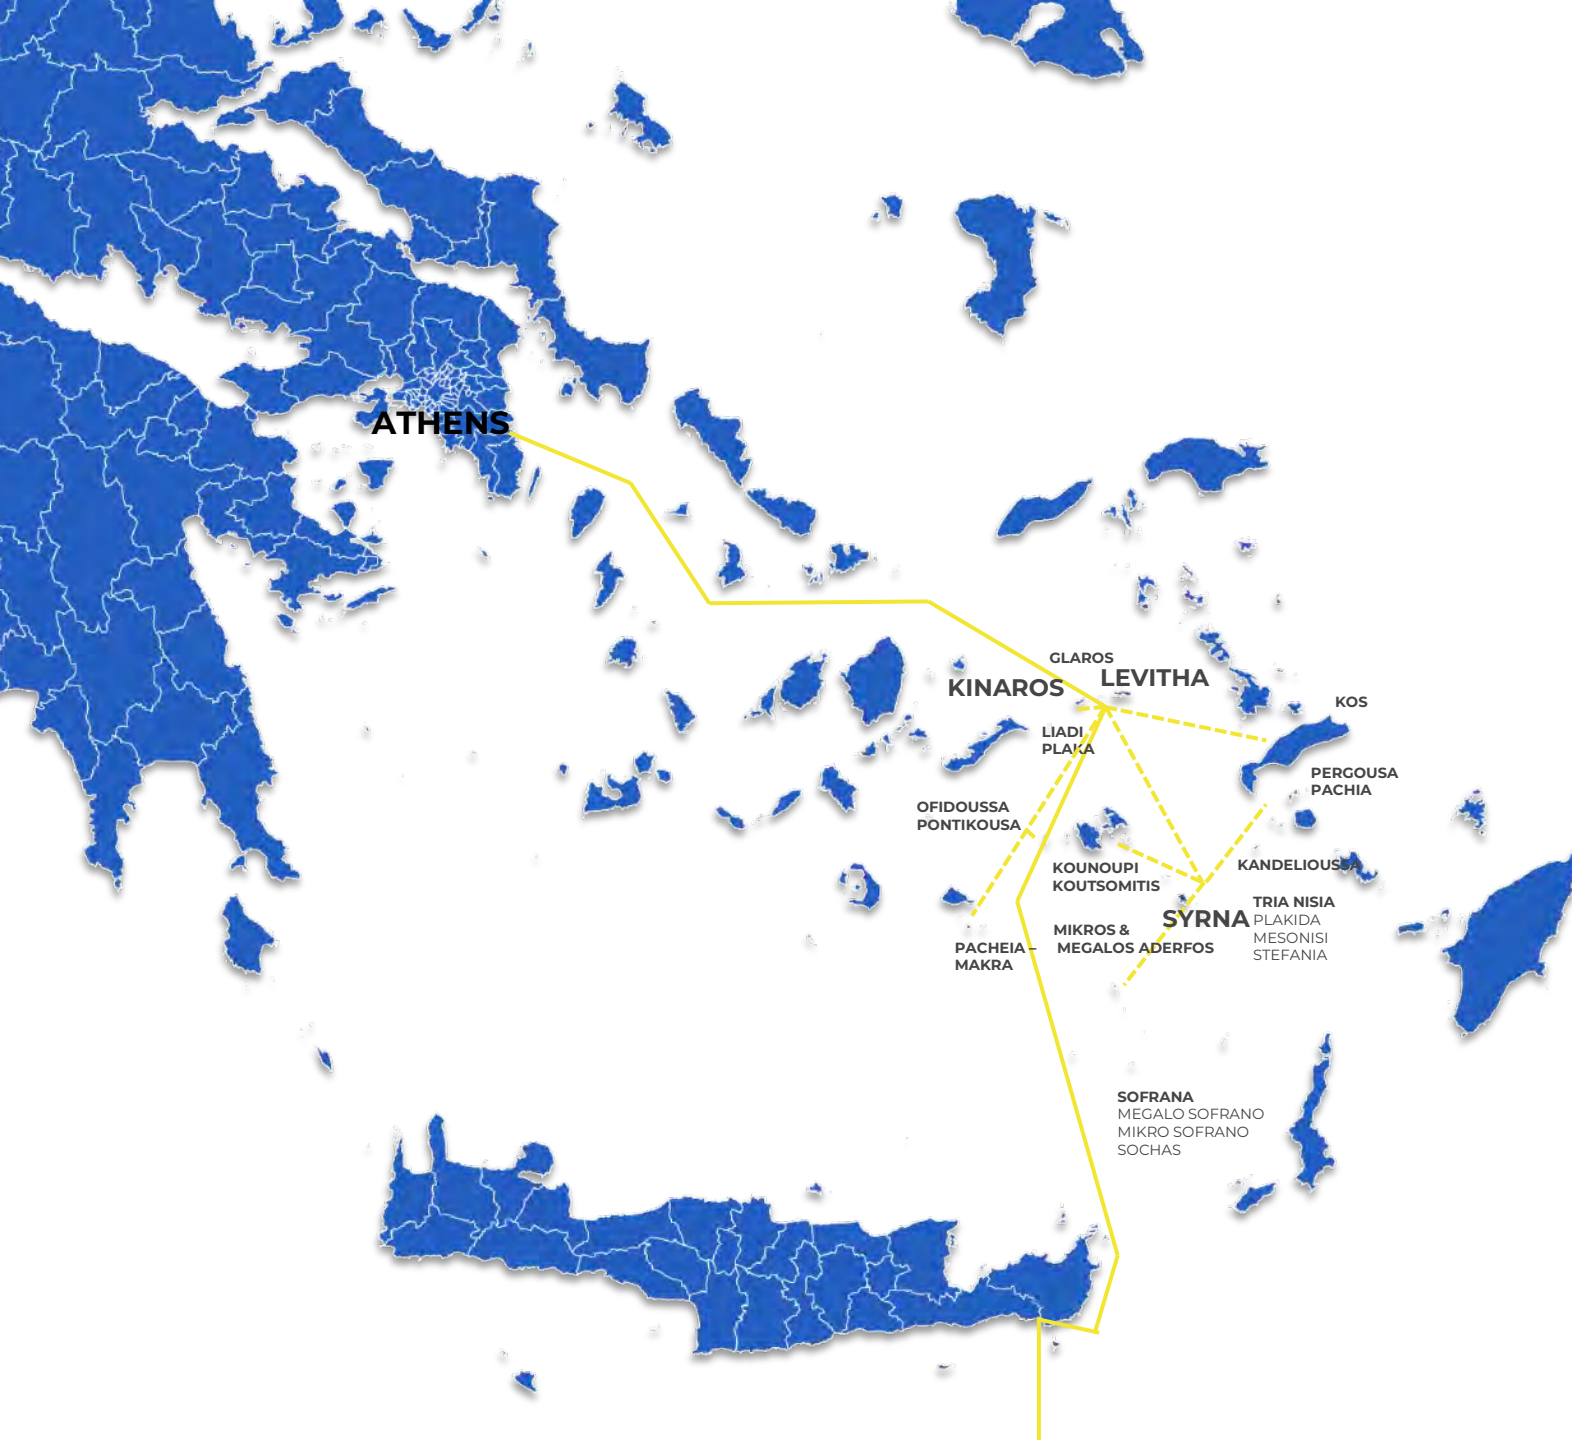 ATHENS
GLAROS
LEVITHA
KINAROS
KOS
LIADI
PLAKA
PERGOUSA
PACHIA
OFIDOUSSA
PONTIKOUSA
KOUNOUPI
KOUTSOMITIS
KANDELIOUSSA
SYRNA
TRIA NISIA
PLAKIDA
MESONISI
STEFANIA
MIKROS &
MEGALOS ADERFOS
PACHEIA –
MAKRA
SOFRANA
MEGALO SOFRANO
MIKRO SOFRANO
SOCHAS